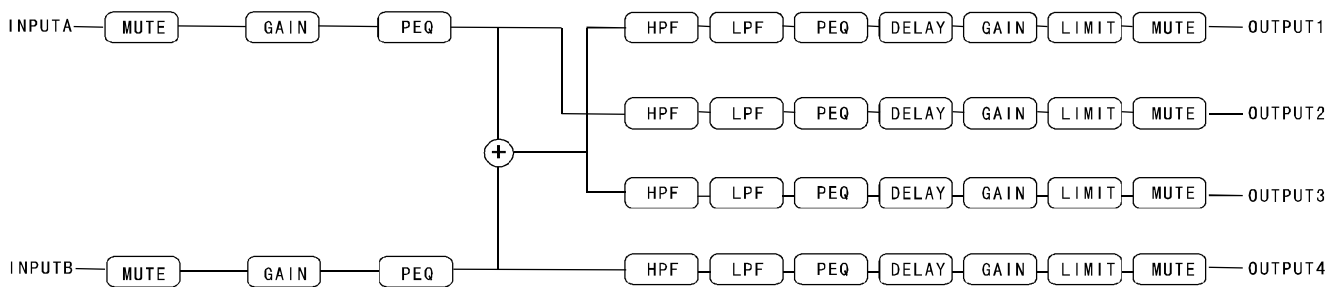 INPUTA MUTE GAIN PEQ HPF LPF PEQ DELAY GAIN LIMIT MUTE OUTPUT1
HPF LPF PEQ DELAY GAIN LIMIT MUTE OUTPUT2
+
HPF LPF PEQ DELAY GAIN LIMIT MUTE OUTPUT3
INPUTB MUTE GAIN PEQ HPF LPF PEQ DELAY GAIN LIMIT MUTE OUTPUT4